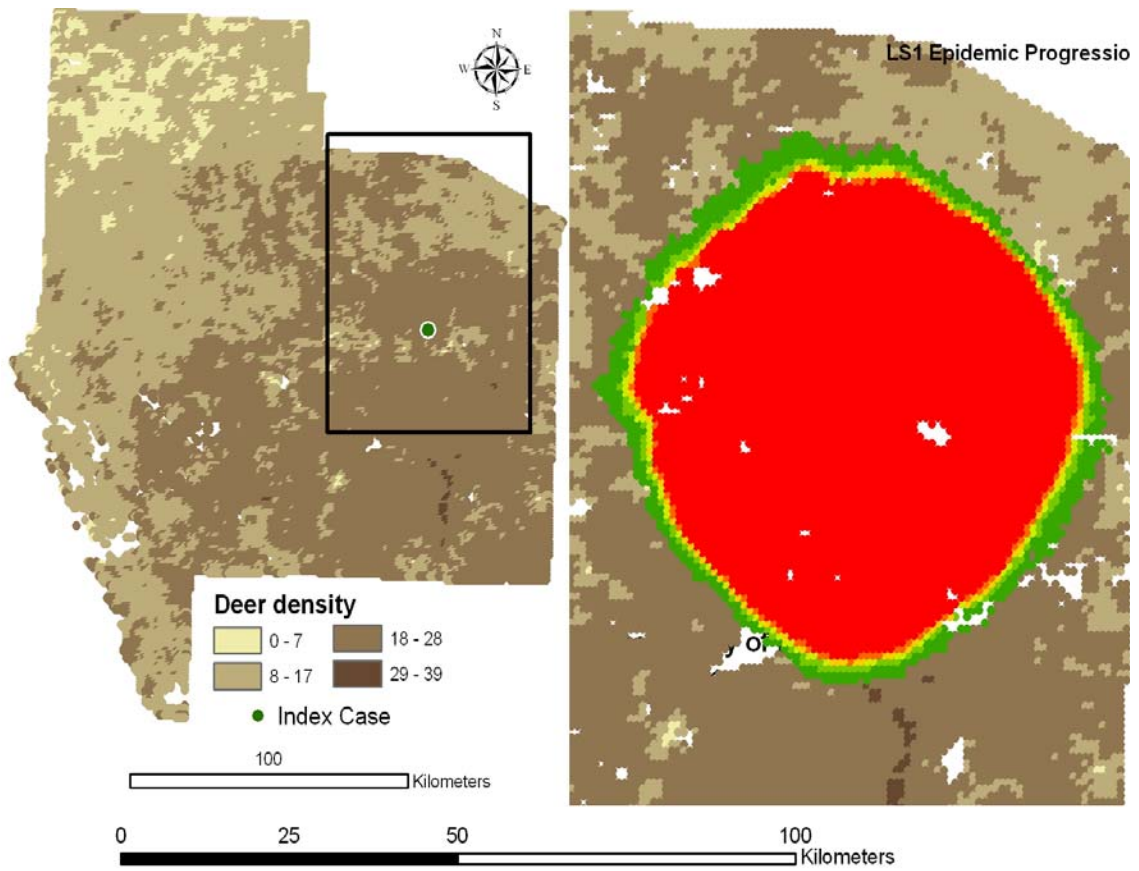 LS1 Epidemic Progressio
N
W E
S
y Of
Deer density
0 - 7
18 - 28
8 - 17
29 - 39
Index Case
100
Kilometers
0 25 50 100
Kilometers